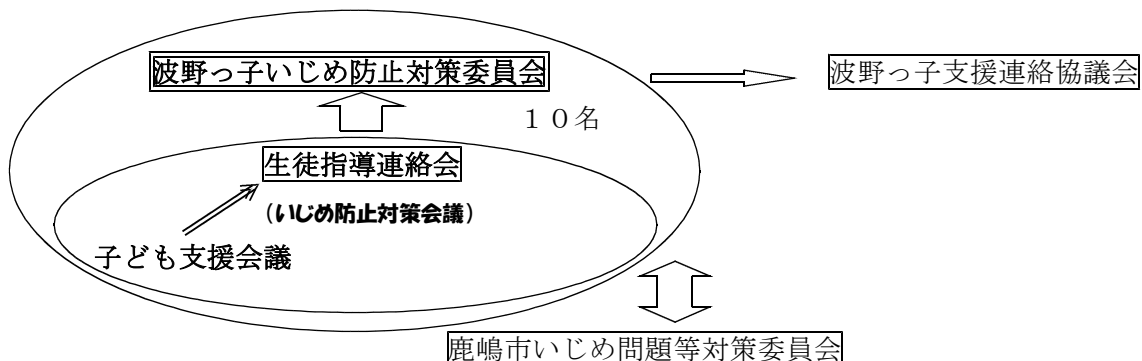 波野っ子いじめ防止対策委員会
波野っ子支援連絡協議会
１０名
生徒指導連絡会
（いじめ防止対策会議）
子ども支援会議
鹿嶋市いじめ問題等対策委員会